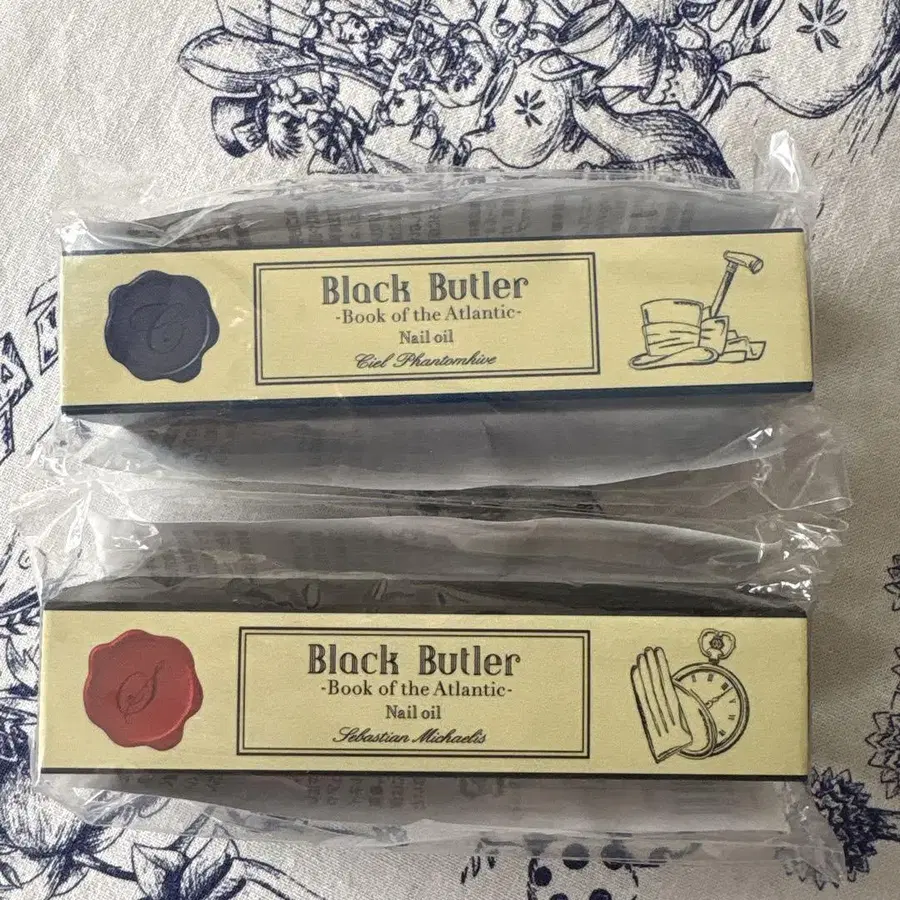 C
Black Butler
-Book of the Atlantic-
Nail oil
Ciel Phantomhive
S
Black Butler
-Book of the Atlantic-
Nail oil
Sebastian Michaelis